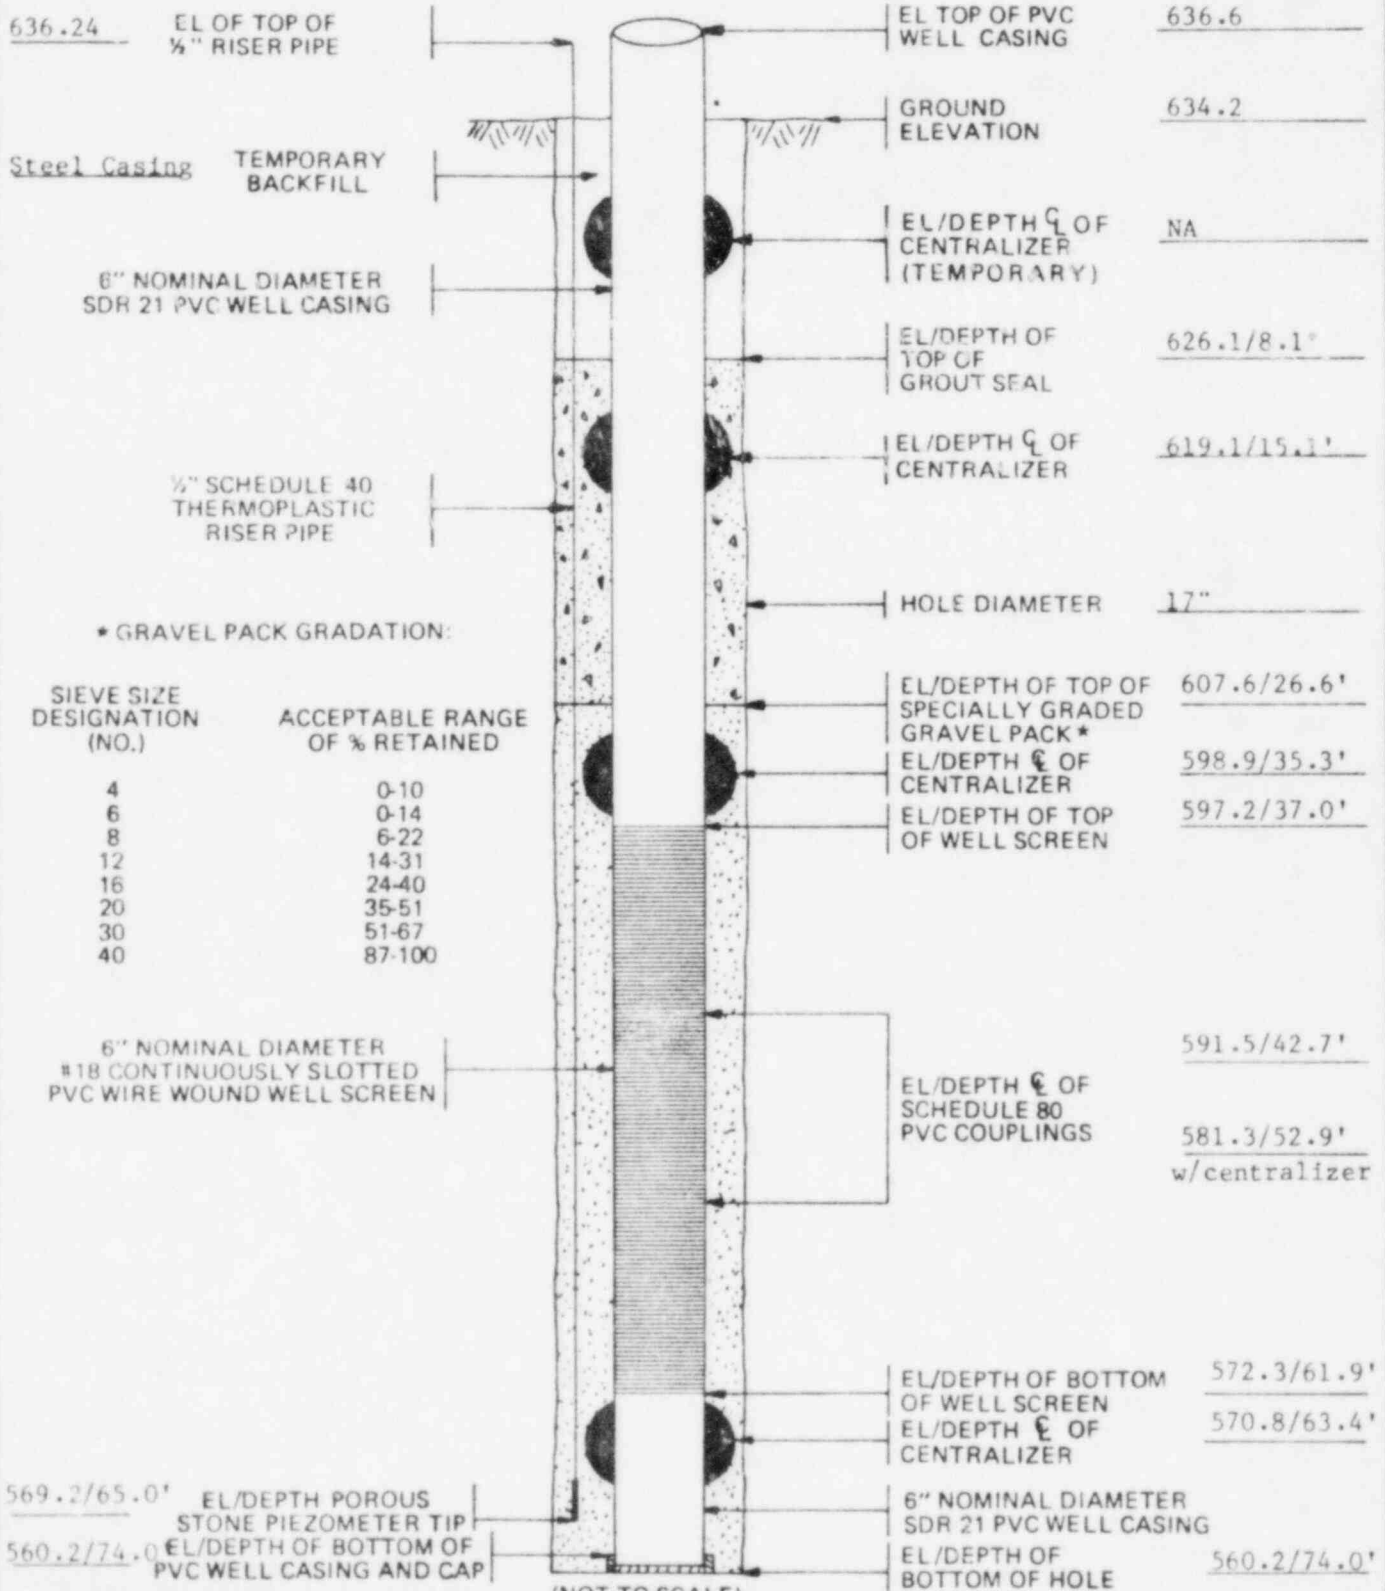 636.24
EL OF TOP OF
½" RISER PIPE
EL TOP OF PVC
WELL CASING
636.6
GROUND
ELEVATION
634.2
Steel Casing
TEMPORARY
BACKFILL
EL/DEPTH ℄ OF
CENTRALIZER
(TEMPORARY)
NA
6" NOMINAL DIAMETER
SDR 21 PVC WELL CASING
EL/DEPTH OF
TOP OF
GROUT SEAL
626.1/8.1'
EL/DEPTH ℄ OF
CENTRALIZER
619.1/15.1'
½" SCHEDULE 40
THERMOPLASTIC
RISER PIPE
HOLE DIAMETER
17"
* GRAVEL PACK GRADATION:
SIEVE SIZE
DESIGNATION
(NO.)
ACCEPTABLE RANGE
OF % RETAINED
4 0-10
6 0-14
8 6-22
12 14-31
16 24-40
20 35-51
30 51-67
40 87-100
EL/DEPTH OF TOP OF
SPECIALLY GRADED
GRAVEL PACK *
607.6/26.6'
EL/DEPTH ℄ OF
CENTRALIZER
598.9/35.3'
EL/DEPTH OF TOP
OF WELL SCREEN
597.2/37.0'
6" NOMINAL DIAMETER
#18 CONTINUOUSLY SLOTTED
PVC WIRE WOUND WELL SCREEN
EL/DEPTH ℄ OF
SCHEDULE 80
PVC COUPLINGS
591.5/42.7'
581.3/52.9'
w/centralizer
EL/DEPTH OF BOTTOM
OF WELL SCREEN
572.3/61.9'
EL/DEPTH ℄ OF
CENTRALIZER
570.8/63.4'
569.2/65.0'
EL/DEPTH POROUS
STONE PIEZOMETER TIP
6" NOMINAL DIAMETER
SDR 21 PVC WELL CASING
560.2/74.0
EL/DEPTH OF BOTTOM OF
PVC WELL CASING AND CAP
EL/DEPTH OF
BOTTOM OF HOLE
560.2/74.0'
(NOT TO SCALE)